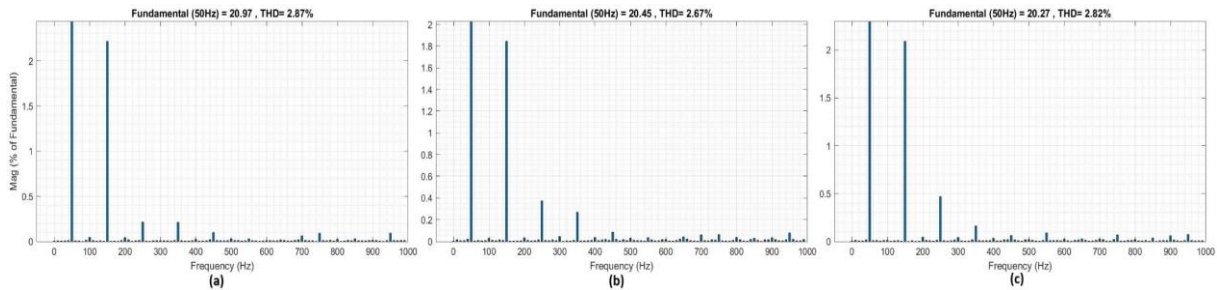 Fundamental (50Hz) = 20.97 , THD= 2.87%
Mag (% of Fundamental)
2
1.5
1
0.5
0
0 100 200 300 400 500 600 700 800 900 1000
Frequency (Hz)
(a)
Fundamental (50Hz) = 20.45 , THD= 2.67%
2
1.8
1.6
1.4
1.2
1
0.8
0.6
0.4
0.2
0
0 100 200 300 400 500 600 700 800 900 1000
Frequency (Hz)
(b)
Fundamental (50Hz) = 20.27 , THD= 2.82%
2
1.5
1
0.5
0
0 100 200 300 400 500 600 700 800 900 1000
Frequency (Hz)
(c)